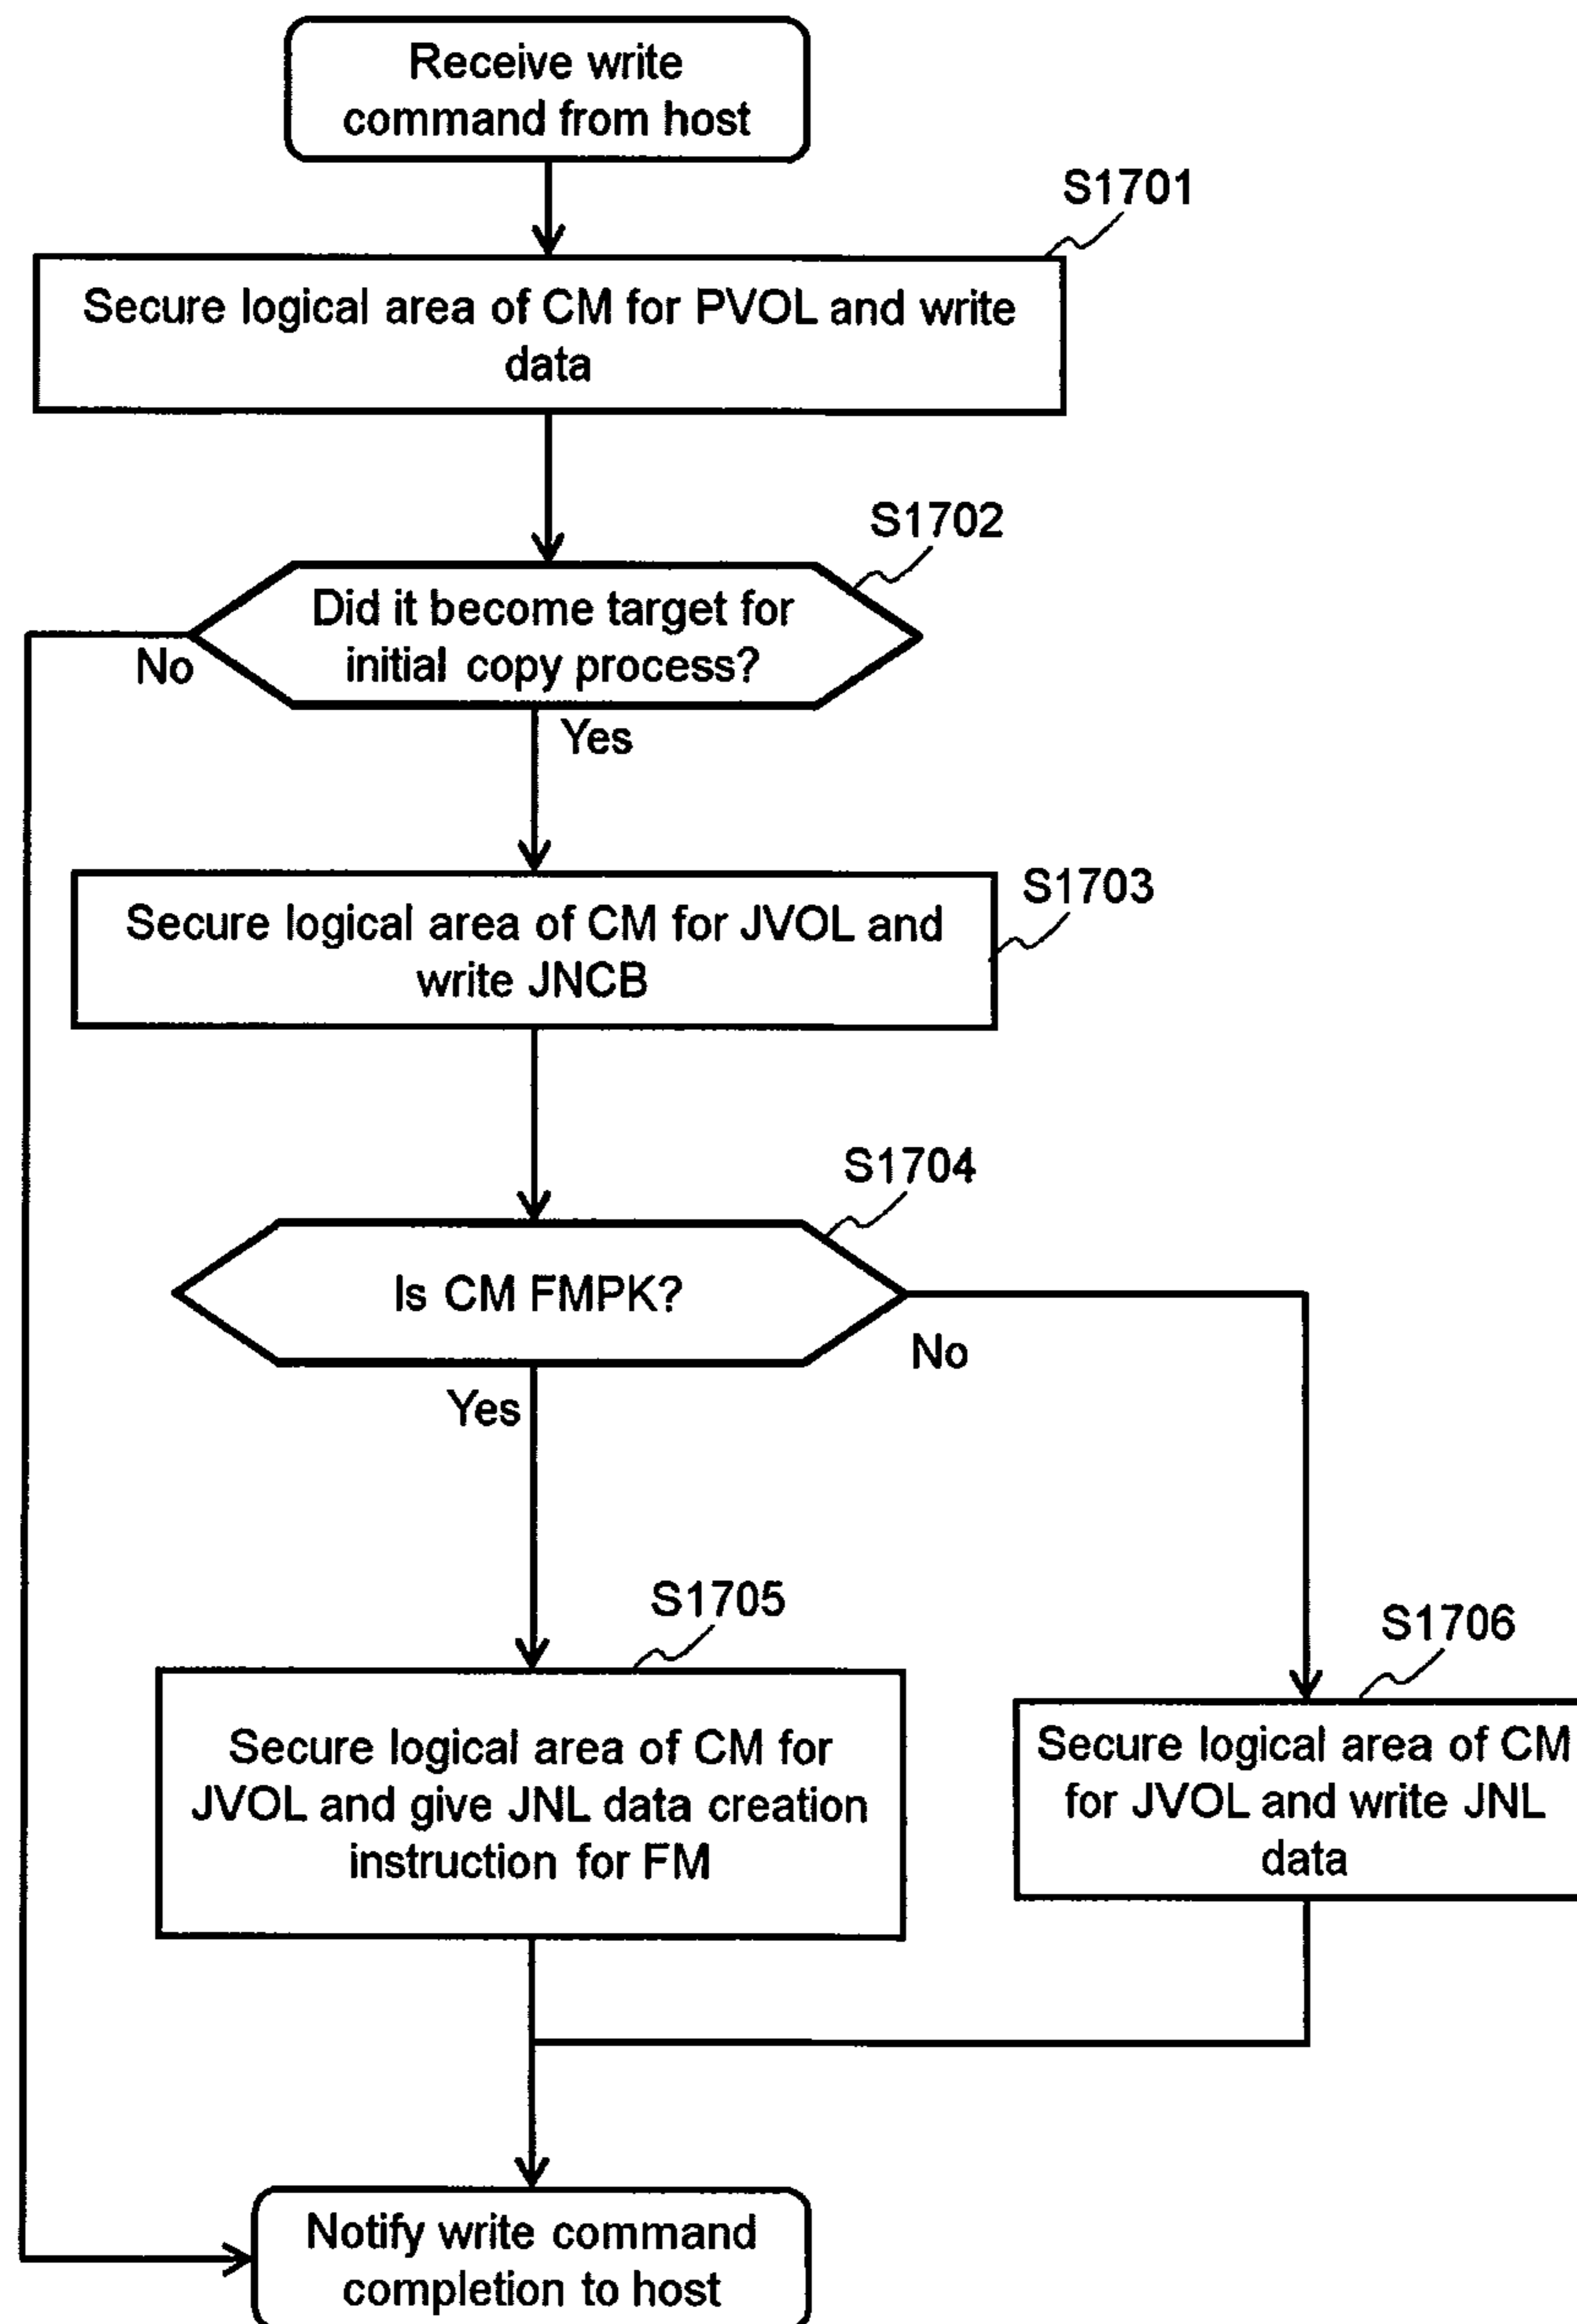 Receive write
command from host
S1701
Secure logical area of CM for PVOL and write
data
S1702
Did it become target for
initial copy process?
No
Yes
S1703
Secure logical area of CM for JVOL and
write JNCB
S1704
Is CM FMPK?
No
Yes
S1705
Secure logical area of CM for
JVOL and give JNL data creation
instruction for FM
S1706
Secure logical area of CM
for JVOL and write JNL
data
Notify write command
completion to host